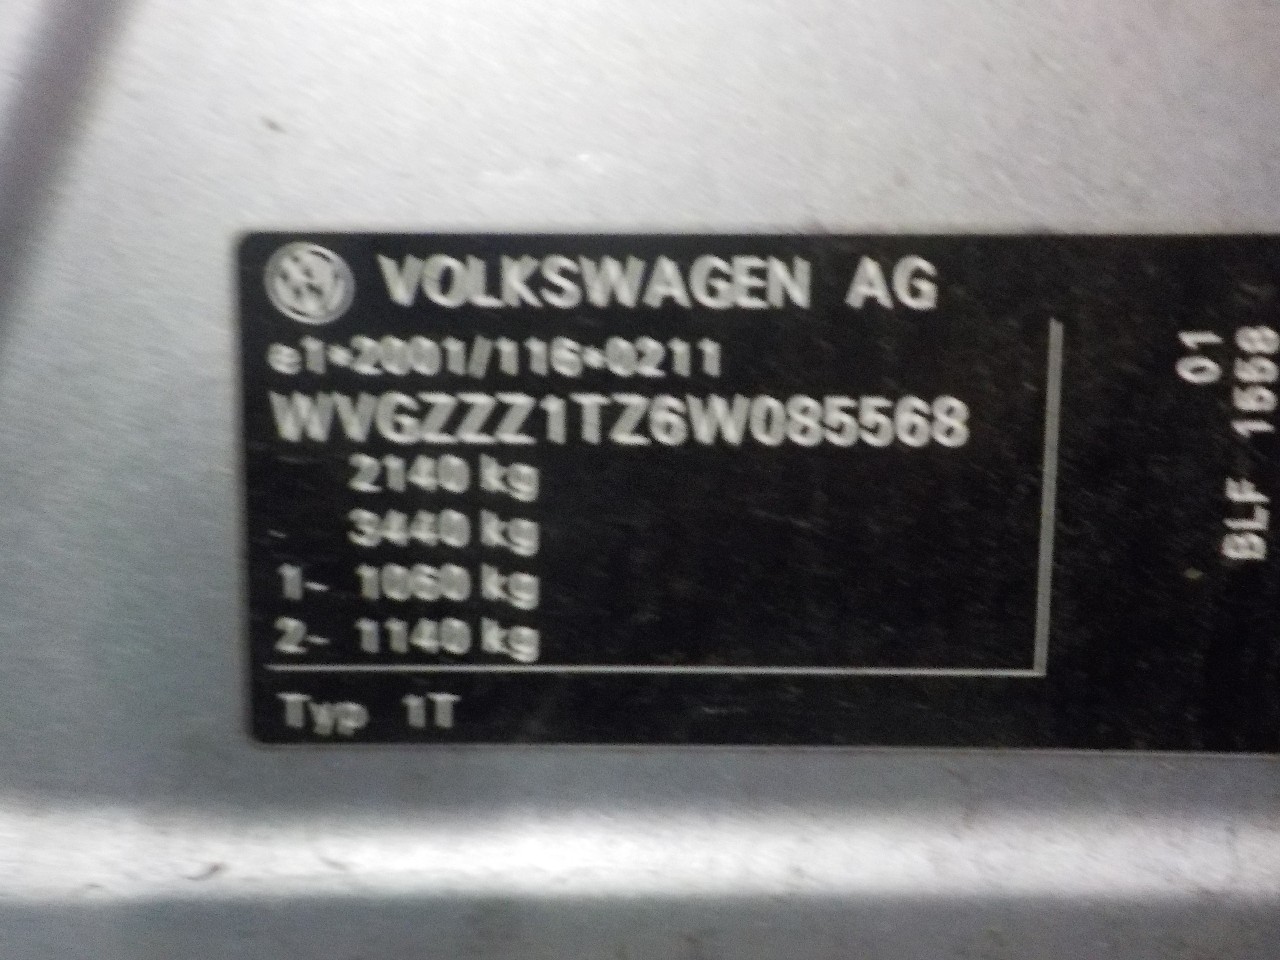 VOLKSWAGEN AG
e1*2001/116*0211
WVGZZZ1TZ6W085568
2140 kg
- 3440 kg
1- 1060 kg
2- 1140 kg
Typ 1T
01
BLF 1558